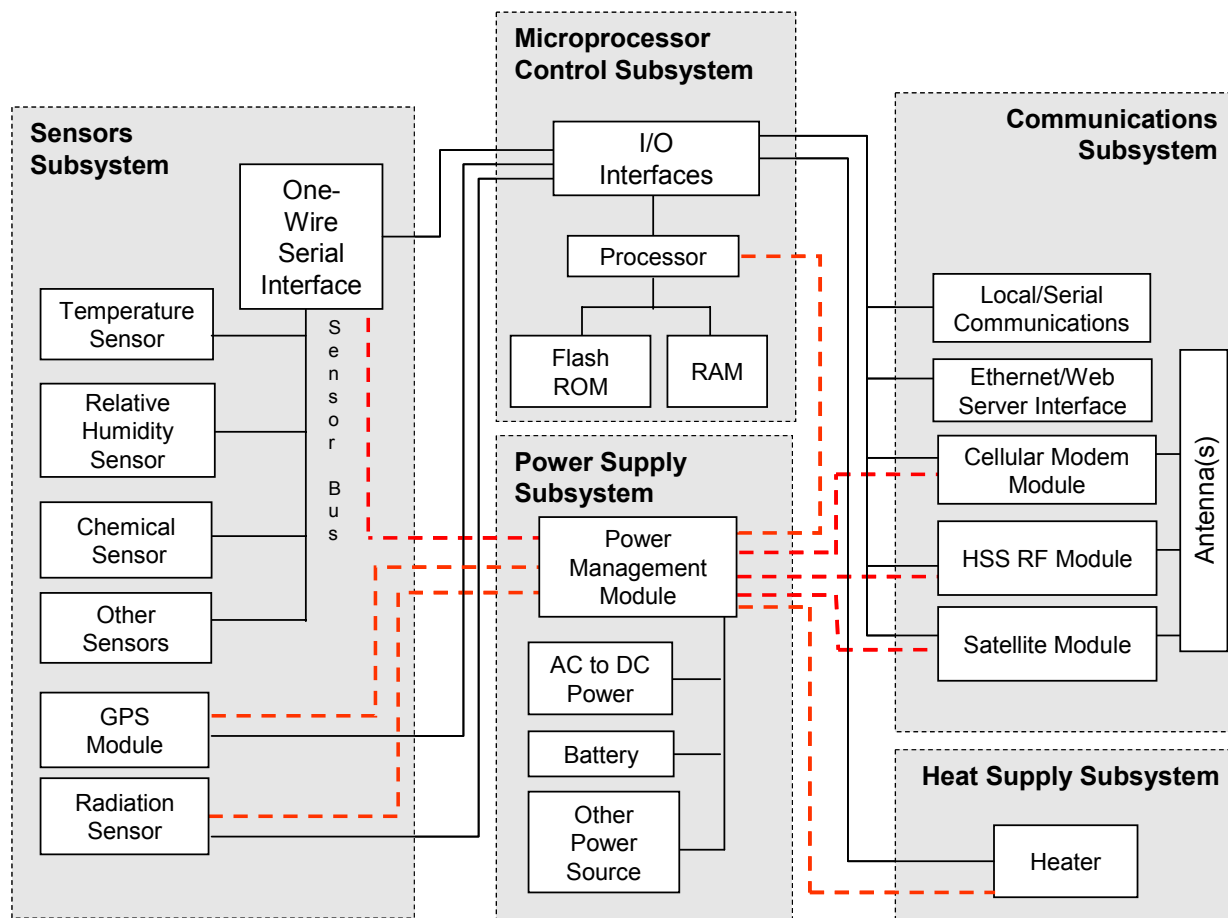 Microprocessor
Control Subsystem
I/O
Interfaces
Processor
Flash
ROM
RAM
Sensors
Subsystem
One-
Wire
Serial
Interface
Temperature
Sensor
Relative
Humidity
Sensor
Chemical
Sensor
Other
Sensors
GPS
Module
Radiation
Sensor
Sensor Bus
Power Supply
Subsystem
Power
Management
Module
AC to DC
Power
Battery
Other
Power
Source
Communications
Subsystem
Local/Serial
Communications
Ethernet/Web
Server Interface
Cellular Modem
Module
HSS RF Module
Satellite Module
Antenna(s)
Heat Supply Subsystem
Heater